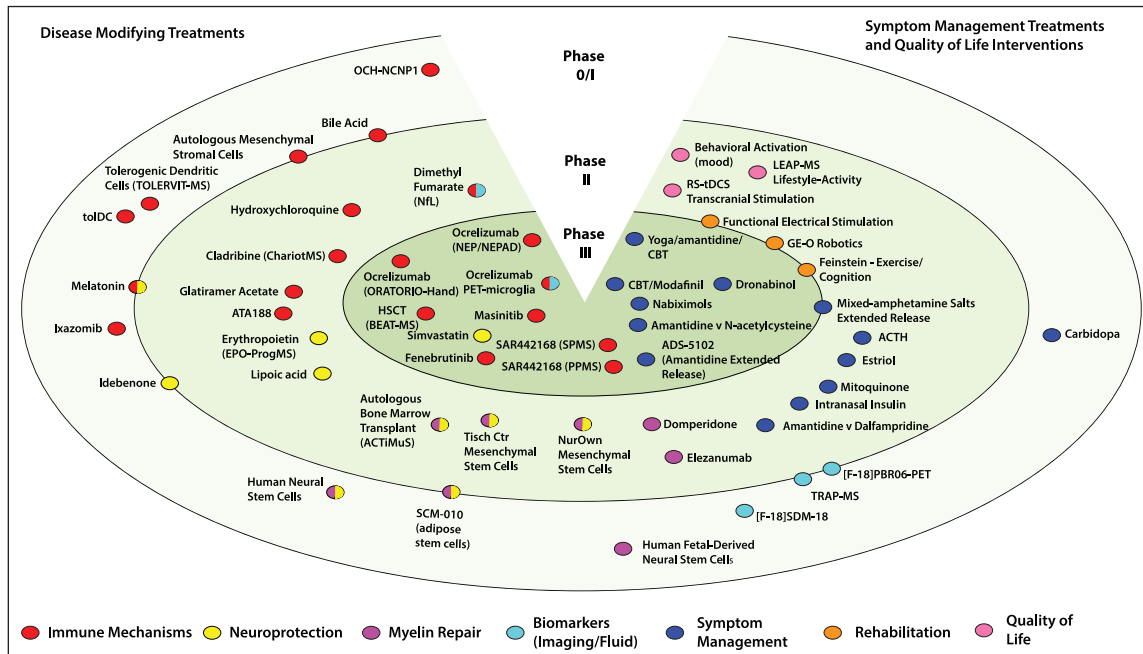 Disease Modifying Treatments
Symptom Management Treatments
and Quality of Life Interventions
Phase
0/I
Phase
II
Phase
III
OCH-NCNP1
Bile Acid
Autologous Mesenchymal
Stromal Cells
Tolerogenic Dendritic
Cells (TOLERVIT-MS)
tolDC
Dimethyl
Fumarate
(NfL)
Hydroxychloroquine
Cladribine (ChariotMS)
Melatonin
Glatiramer Acetate
ATA188
Ixazomib
Erythropoietin
(EPO-ProgMS)
Lipoic acid
Idebenone
Ocrelizumab
(NEP/NEPAD)
Ocrelizumab
(ORATORIO-Hand)
Ocrelizumab
PET-microglia
HSCT
(BEAT-MS)
Masinitib
Simvastatin
SAR442168 (SPMS)
Fenebrutinib
SAR442168 (PPMS)
Behavioral Activation
(mood)
LEAP-MS
Lifestyle-Activity
RS-tDCS
Transcranial Stimulation
Functional Electrical Stimulation
Yoga/amantidine/
CBT
GE-O Robotics
Feinstein - Exercise/
Cognition
CBT/Modafinil
Dronabinol
Nabiximols
Mixed-amphetamine Salts
Extended Release
Amantidine v N-acetylcysteine
ADS-5102
(Amantidine Extended
Release)
ACTH
Carbidopa
Estriol
Mitoquinone
Intranasal Insulin
Amantidine v Dalfampridine
Autologous
Bone Marrow
Transplant
(ACTiMuS)
Tisch Ctr
Mesenchymal
Stem Cells
NurOwn
Mesenchymal
Stem Cells
Domperidone
Elezanumab
[F-18]PBR06-PET
TRAP-MS
[F-18]SDM-18
Human Neural
Stem Cells
SCM-010
(adipose
stem cells)
Human Fetal-Derived
Neural Stem Cells
Immune Mechanisms
Neuroprotection
Myelin Repair
Biomarkers
(Imaging/Fluid)
Symptom
Management
Rehabilitation
Quality of
Life